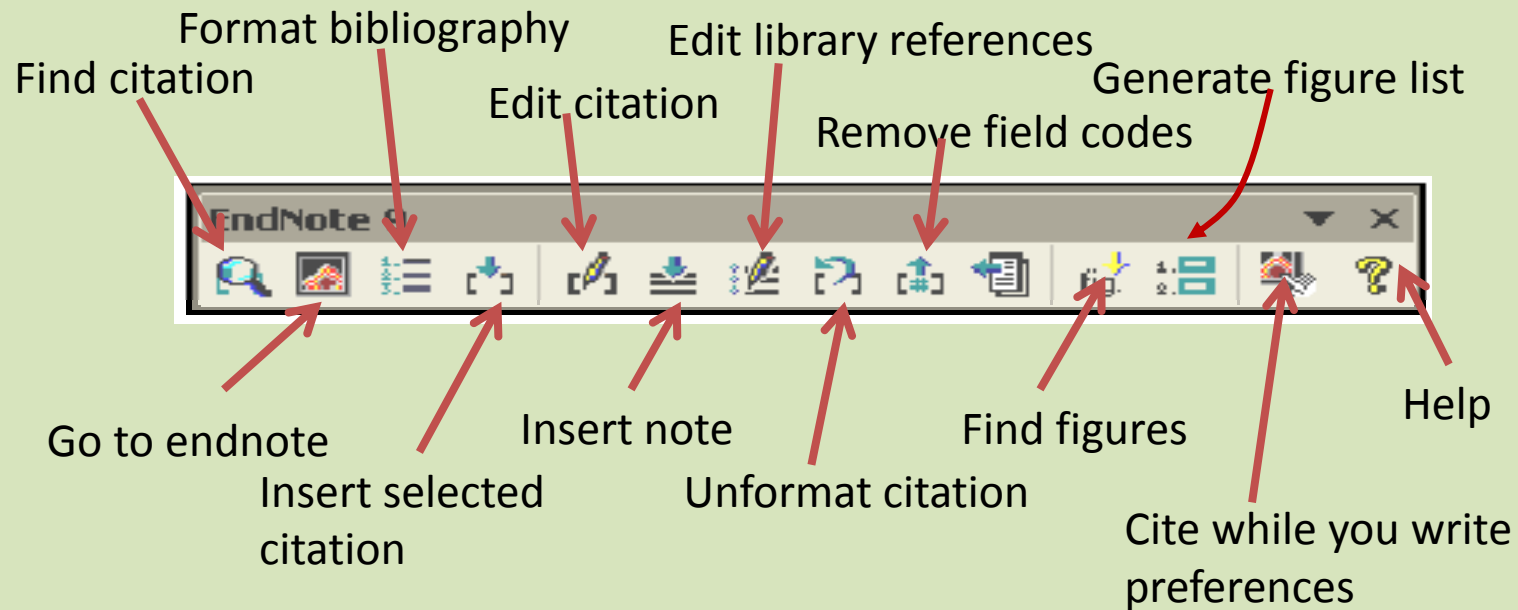 Format bibliography
Edit library references
Find citation
Generate figure list
Edit citation
Remove field codes
EndNote 9
fig.
Go to endnote
Insert note
Find figures
Help
Insert selected
citation
Unformat citation
Cite while you write
preferences